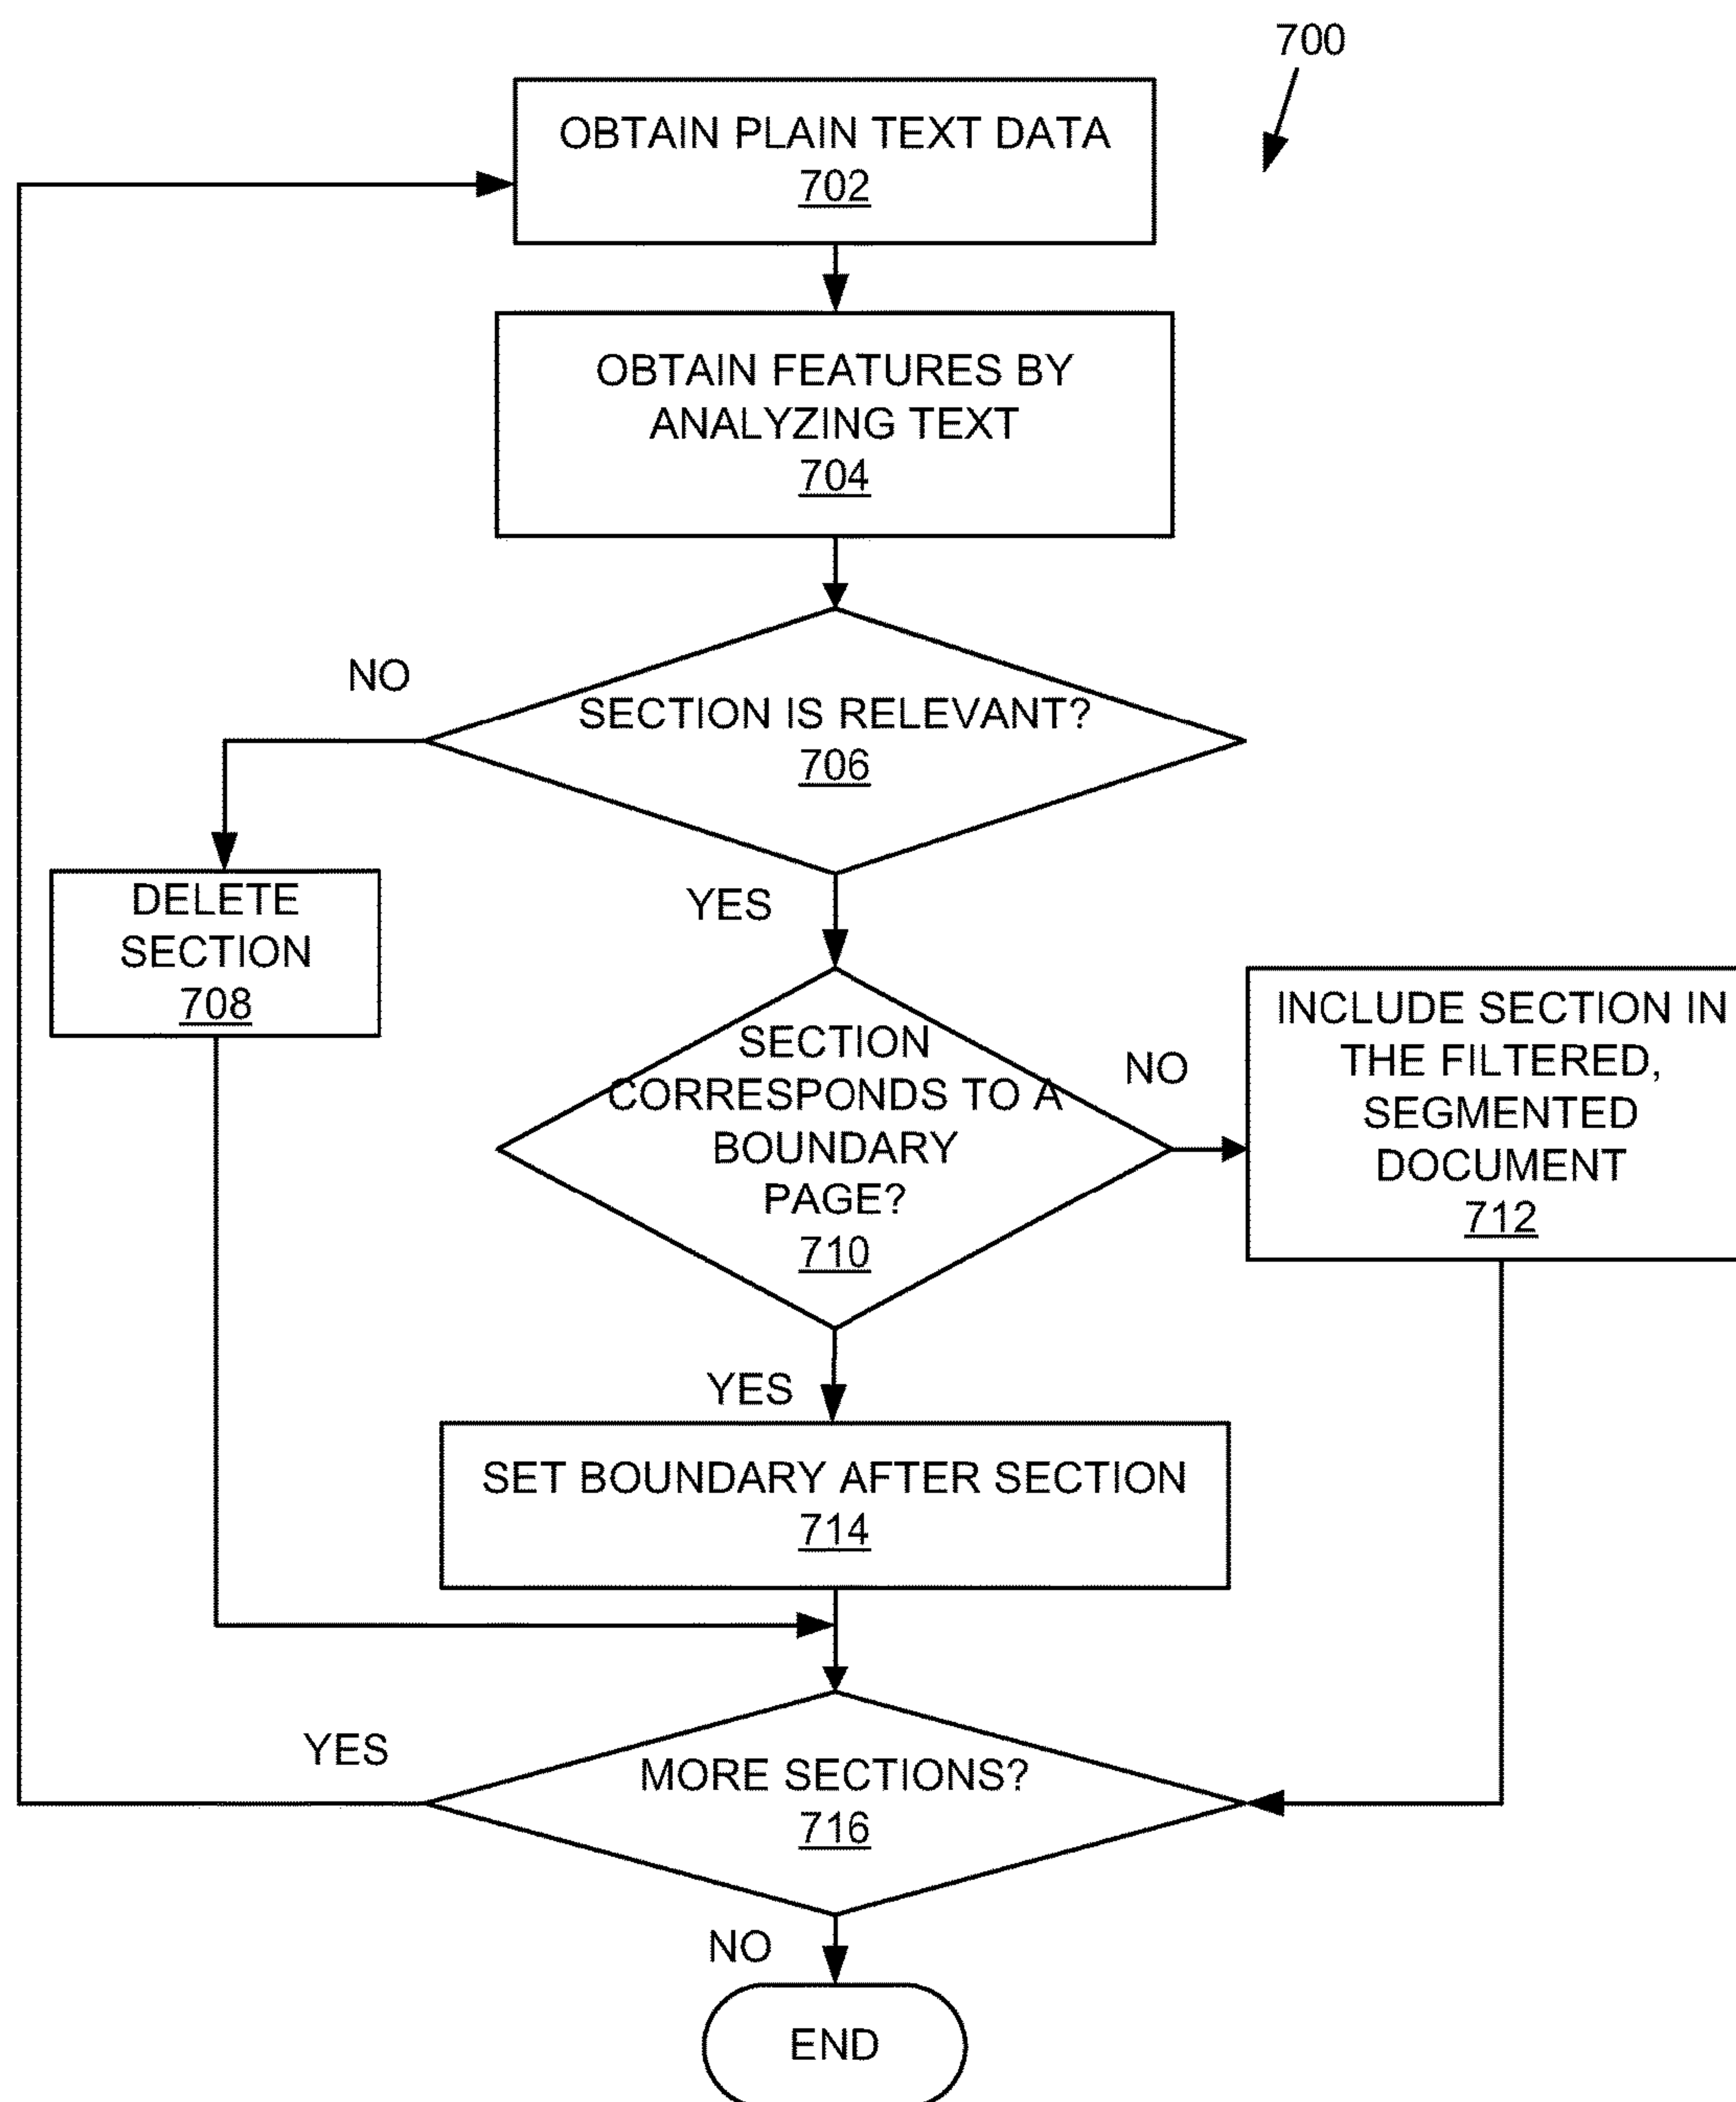 700
OBTAIN PLAIN TEXT DATA
702
OBTAIN FEATURES BY
ANALYZING TEXT
704
NO
SECTION IS RELEVANT?
706
YES
DELETE
SECTION
708
SECTION
CORRESPONDS TO A
BOUNDARY
PAGE?
710
NO
INCLUDE SECTION IN
THE FILTERED,
SEGMENTED
DOCUMENT
712
YES
SET BOUNDARY AFTER SECTION
714
YES
MORE SECTIONS?
716
NO
END